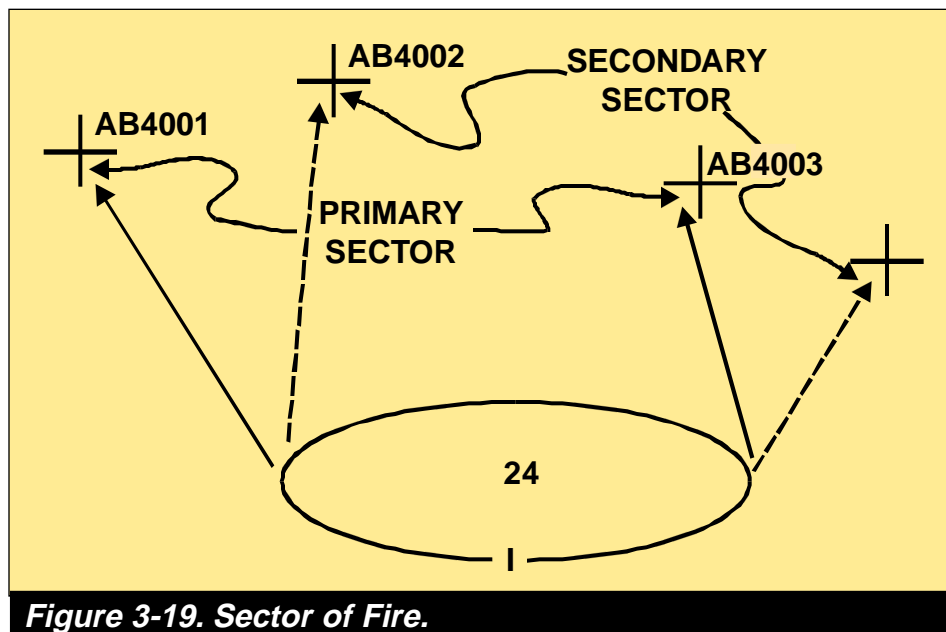 AB4002
SECONDARY
SECTOR
AB4001
AB4003
PRIMARY
SECTOR
24
I
Figure 3-19. Sector of Fire.